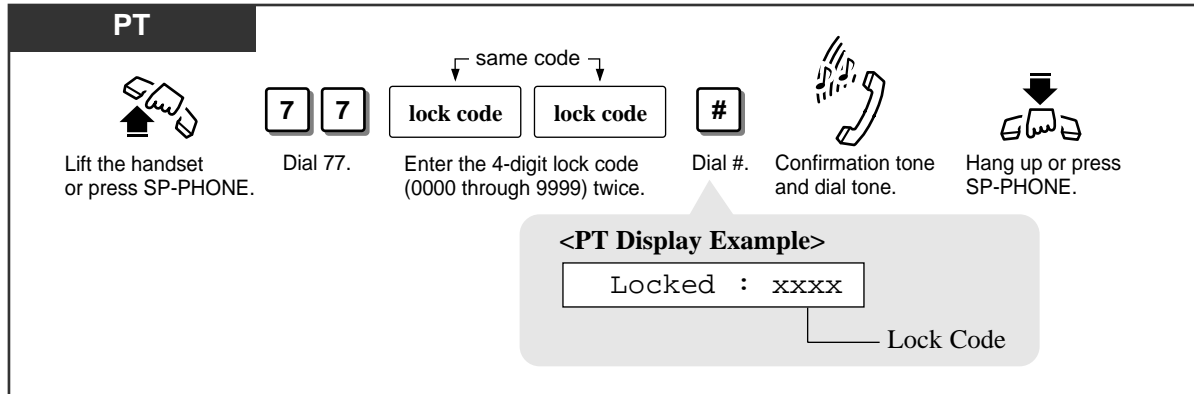 PT
same code
7 7 lock code lock code #
Lift the handset
or press SP-PHONE.
Dial 77.
Enter the 4-digit lock code
(0000 through 9999) twice.
Dial #.
Confirmation tone
and dial tone.
Hang up or press
SP-PHONE.
<PT Display Example>
Locked : xxxx
Lock Code